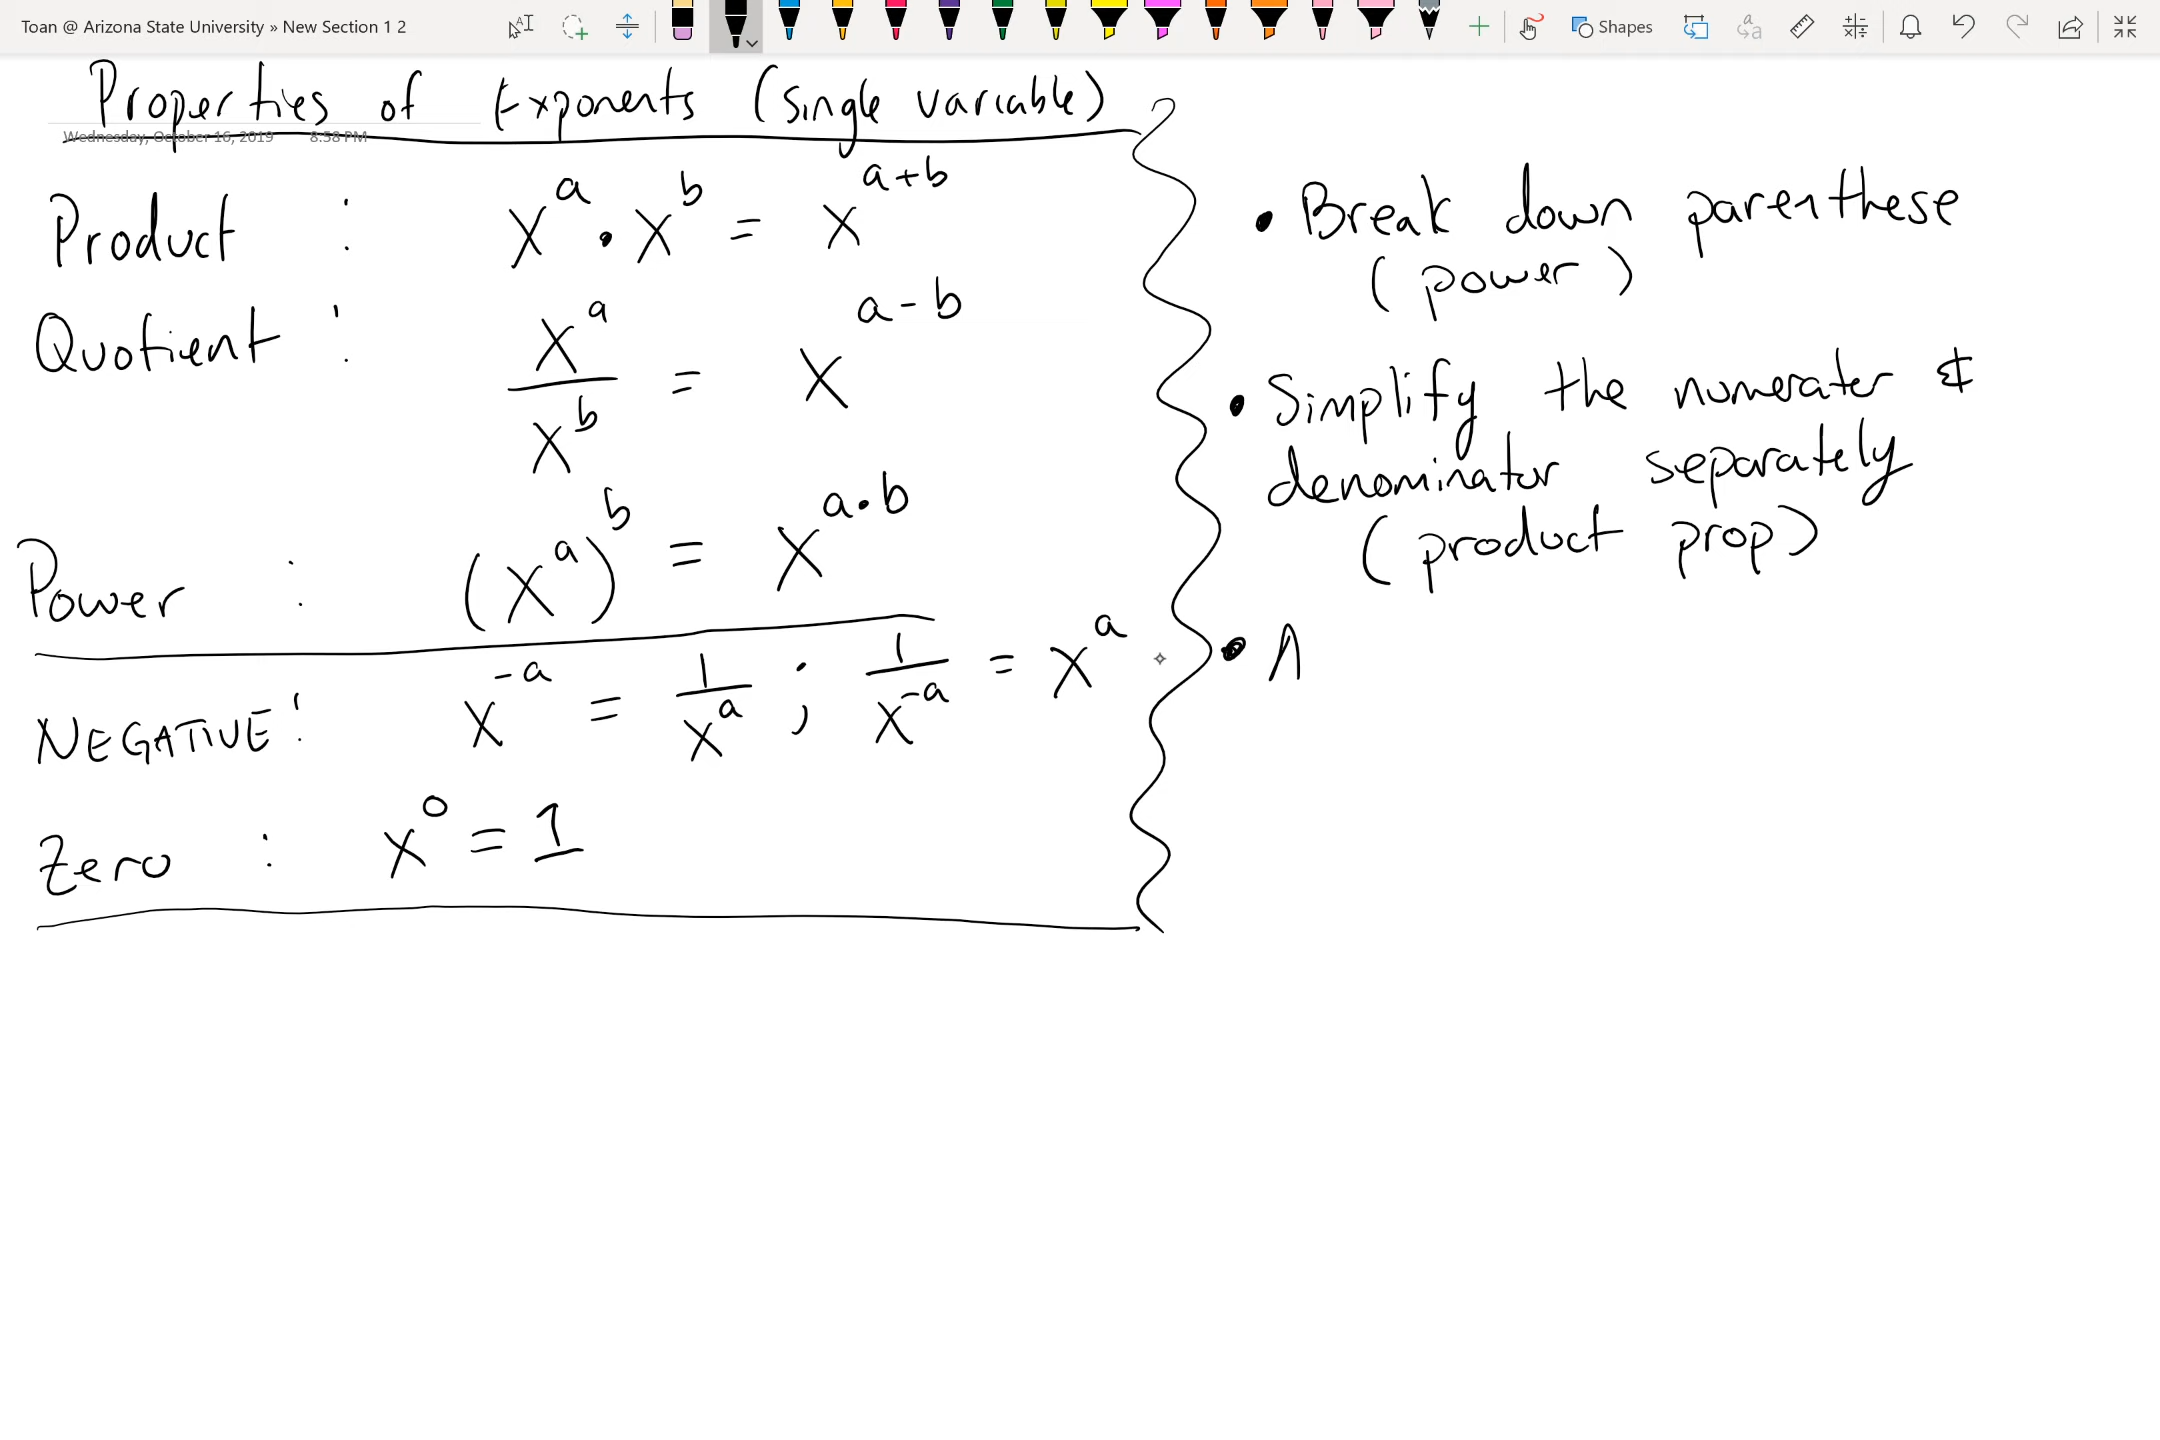 Toan @ Arizona State University » New Section 1 2
Shapes
Properties of Exponents (single variable)
Wednesday, October 16, 2019 8:58 PM
Product : x^a · x^b = x^{a+b}
Quotient : x^a / x^b = x^{a-b}
Power : (x^a)^b = x^{a·b}
NEGATIVE: x^{-a} = 1/x^a ; 1/x^{-a} = x^a
Zero : x^0 = 1
• Break down parenthese
(power)
• Simplify the numerater &
denominator separately
(product prop)
•